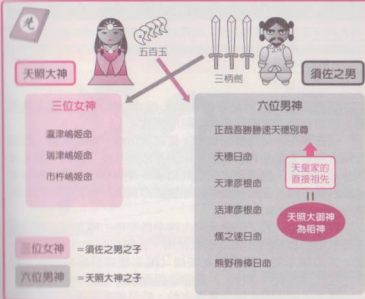 天照大神
五百玉
三柄劍
須佐之男
三位女神
瀛津嶋姬命
瑞津嶋姬命
市杵嶋姬命
六位男神
正哉吾勝勝速天穗別尊
天穗日命
天津彥根命
活津彥根命
熯之速日命
熊野櫲樟日命
天皇家的
直接祖先
天照大御神
為祖神
三位女神 =須佐之男之子
六位男神 =天照大神之子